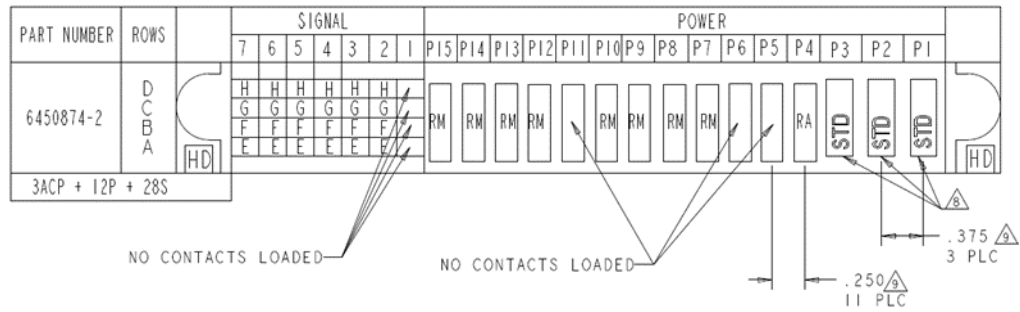 PART NUMBER ROWS SIGNAL POWER
7 6 5 4 3 2 1 P15 P14 P13 P12 P11 P10 P9 P8 P7 P6 P5 P4 P3 P2 P1
6450874-2
D H H H H H H
C G G G G G G
B F F F F F F
A E E E E E E
RM RM RM RM RM RM RM RM RA STD STD STD
HD HD
3ACP + 12P + 28S
8
NO CONTACTS LOADED
NO CONTACTS LOADED
.375 9
3 PLC
.250 9
11 PLC